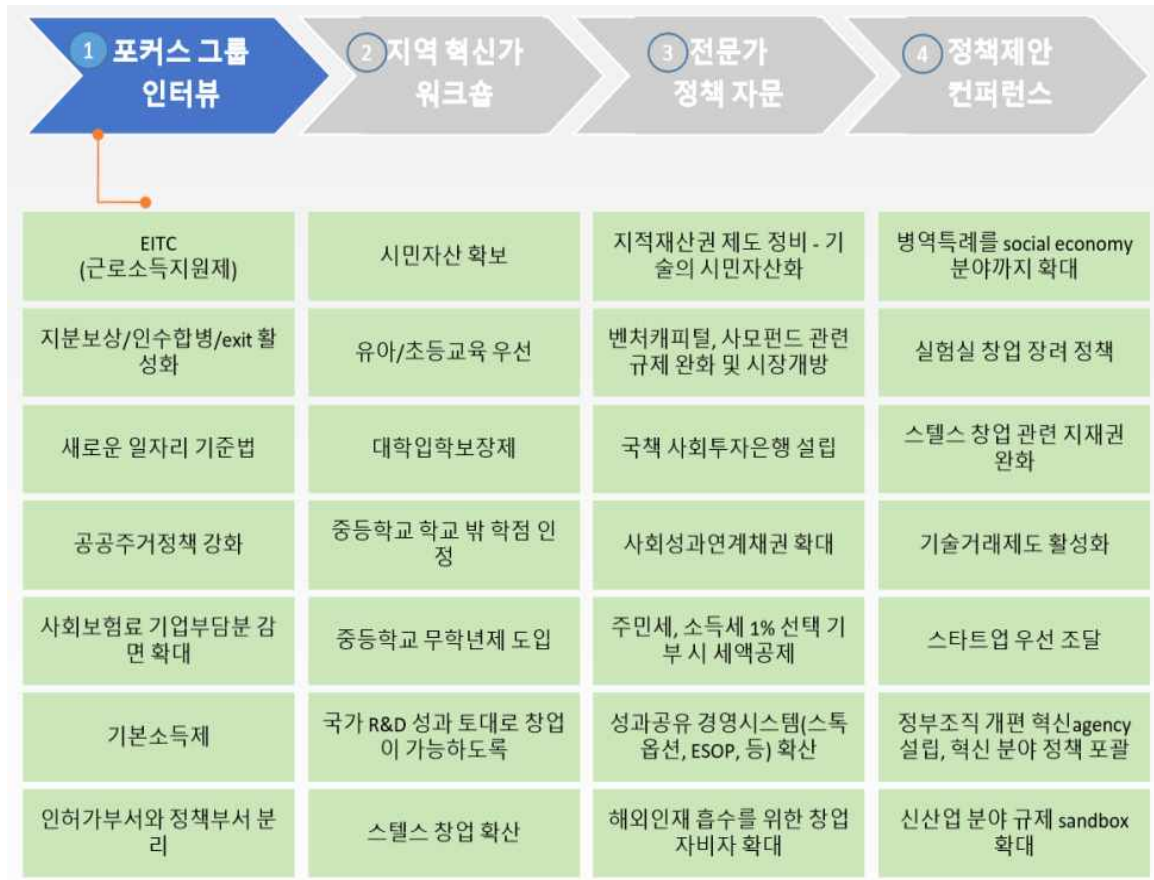 1 포커스 그룹
인터뷰
2 지역 혁신가
워크숍
3 전문가
정책 자문
4 정책제안
컨퍼런스
EITC
(근로소득지원제)
시민자산 확보
지적재산권 제도 정비 - 기
술의 시민자산화
병역특례를 social economy
분야까지 확대
지분보상/인수합병/exit 활
성화
유아/초등교육 우선
벤처캐피털, 사모펀드 관련
규제 완화 및 시장개방
실험실 창업 장려 정책
새로운 일자리 기준법
대학입학보장제
국책 사회투자은행 설립
스텔스 창업 관련 지재권
완화
공공주거정책 강화
중등학교 학교 밖 학점 인
정
사회성과연계채권 확대
기술거래제도 활성화
사회보험료 기업부담분 감
면 확대
중등학교 무학년제 도입
주민세, 소득세 1% 선택 기
부 시 세액공제
스타트업 우선 조달
기본소득제
국가 R&D 성과 토대로 창업
이 가능하도록
성과공유 경영시스템(스톡
옵션, ESOP, 등) 확산
정부조직 개편 혁신agency
설립, 혁신 분야 정책 포괄
인허가부서와 정책부서 분
리
스텔스 창업 확산
해외인재 흡수를 위한 창업
자비자 확대
신산업 분야 규제 sandbox
확대